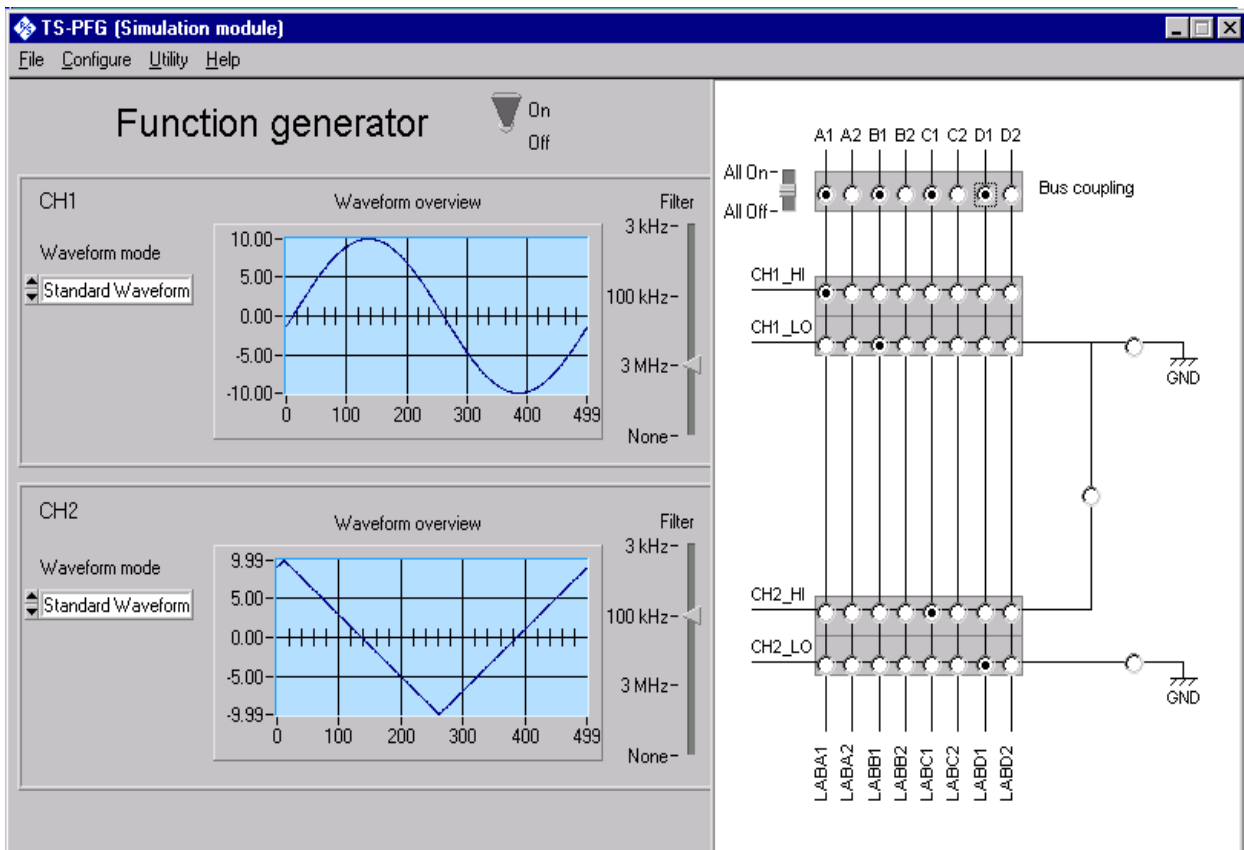 TS-PFG (Simulation module)
File Configure Utility Help
Function generator
On
Off
CH1
Waveform overview
Filter
Waveform mode
Standard Waveform
10.00
5.00
0.00
-5.00
-10.00
0 100 200 300 400 499
3 kHz
100 kHz
3 MHz
None
CH2
Waveform overview
Filter
Waveform mode
Standard Waveform
9.99
5.00
0.00
-5.00
-9.99
0 100 200 300 400 499
3 kHz
100 kHz
3 MHz
None
A1 A2 B1 B2 C1 C2 D1 D2
All On
All Off
Bus coupling
CH1_HI
CH1_LO
GND
CH2_HI
CH2_LO
GND
LABA1
LABA2
LABB1
LABB2
LABC1
LABC2
LABD1
LABD2